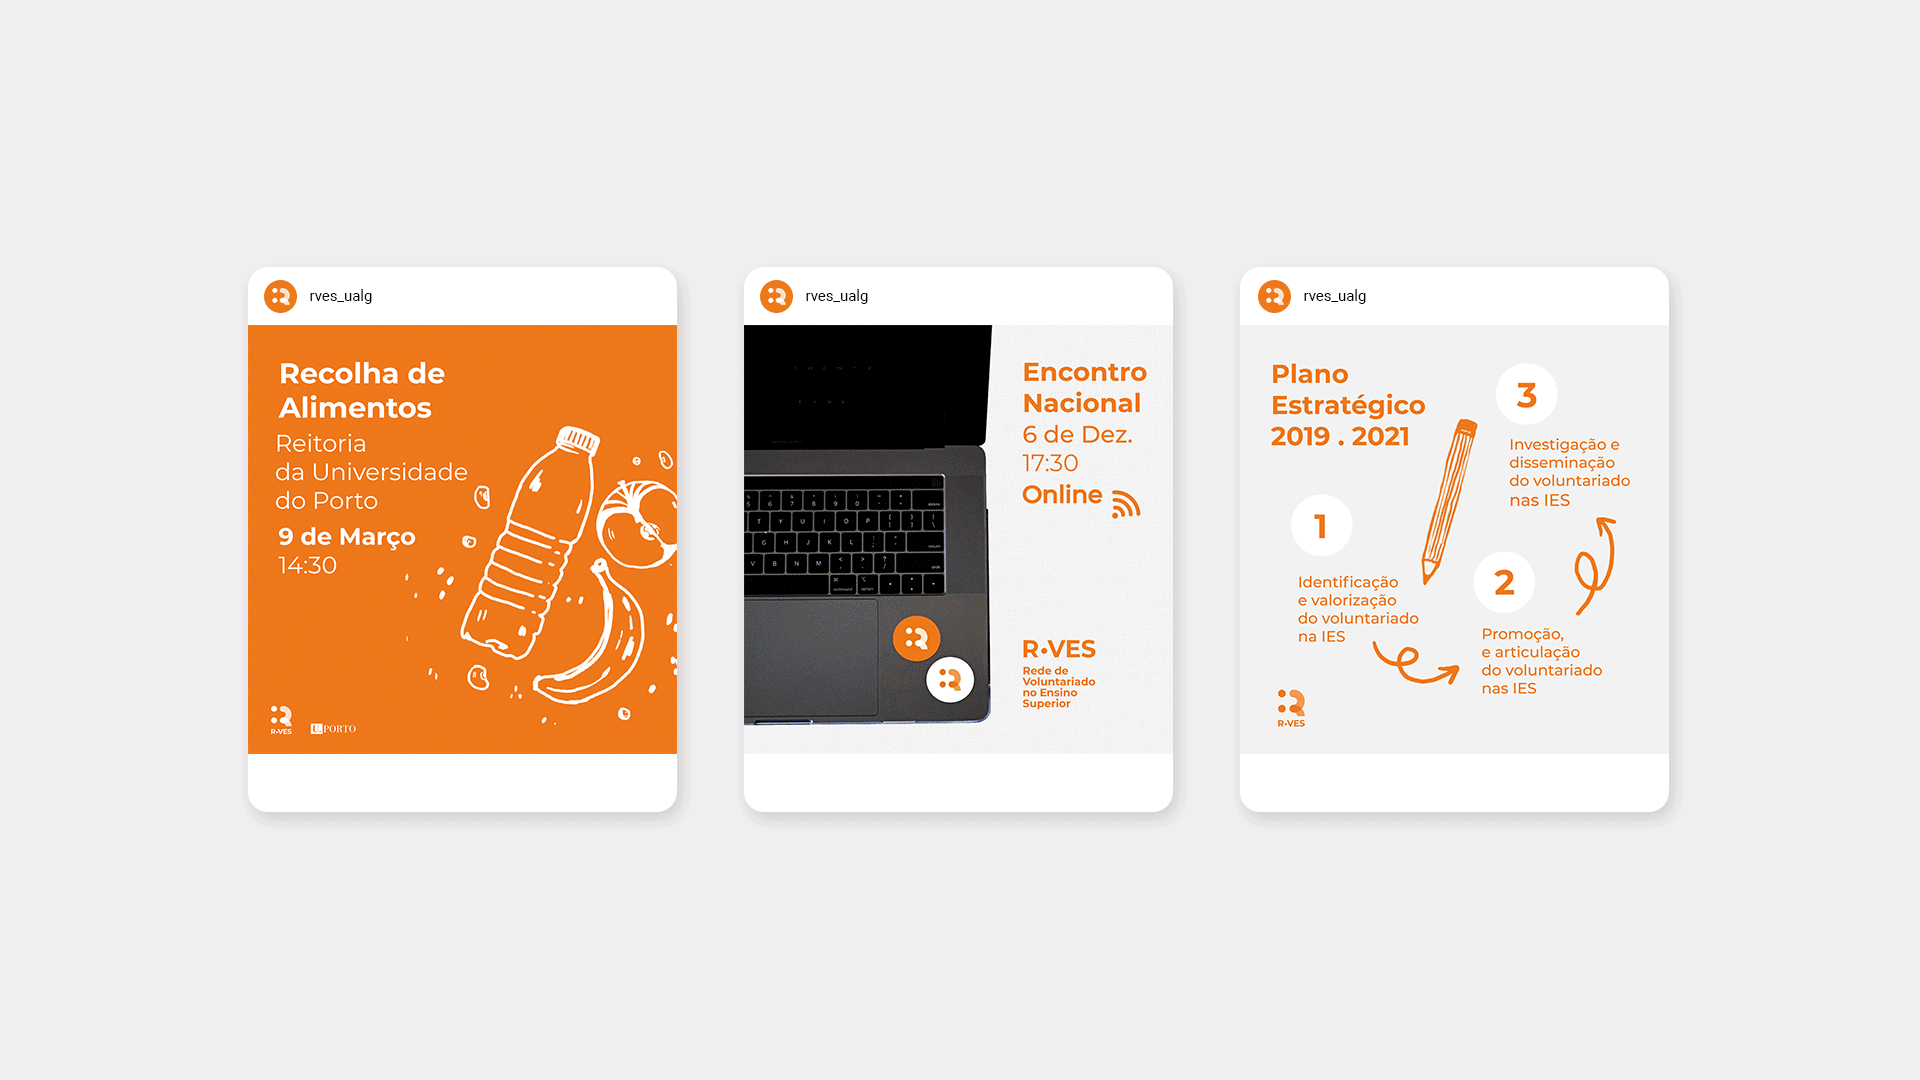 rves_ualg
Recolha de
Alimentos
Reitoria
da Universidade
do Porto
9 de Março
14:30
R•VES
U.PORTO
rves_ualg
Encontro
Nacional
6 de Dez.
17:30
Online
R•VES
Rede de
Voluntariado
no Ensino
Superior
rves_ualg
Plano
Estratégico
2019 . 2021
1
Identificação
e valorização
do voluntariado
na IES
2
Promoção,
e articulação
do voluntariado
nas IES
3
Investigação e
disseminação
do voluntariado
nas IES
R•VES